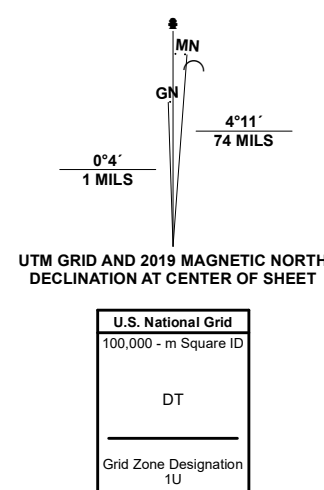 MN
GN
4°11´
74 MILS
0°4´
1 MILS
UTM GRID AND 2019 MAGNETIC NORTH
DECLINATION AT CENTER OF SHEET
U.S. National Grid
100,000 - m Square ID
DT
Grid Zone Designation
1U